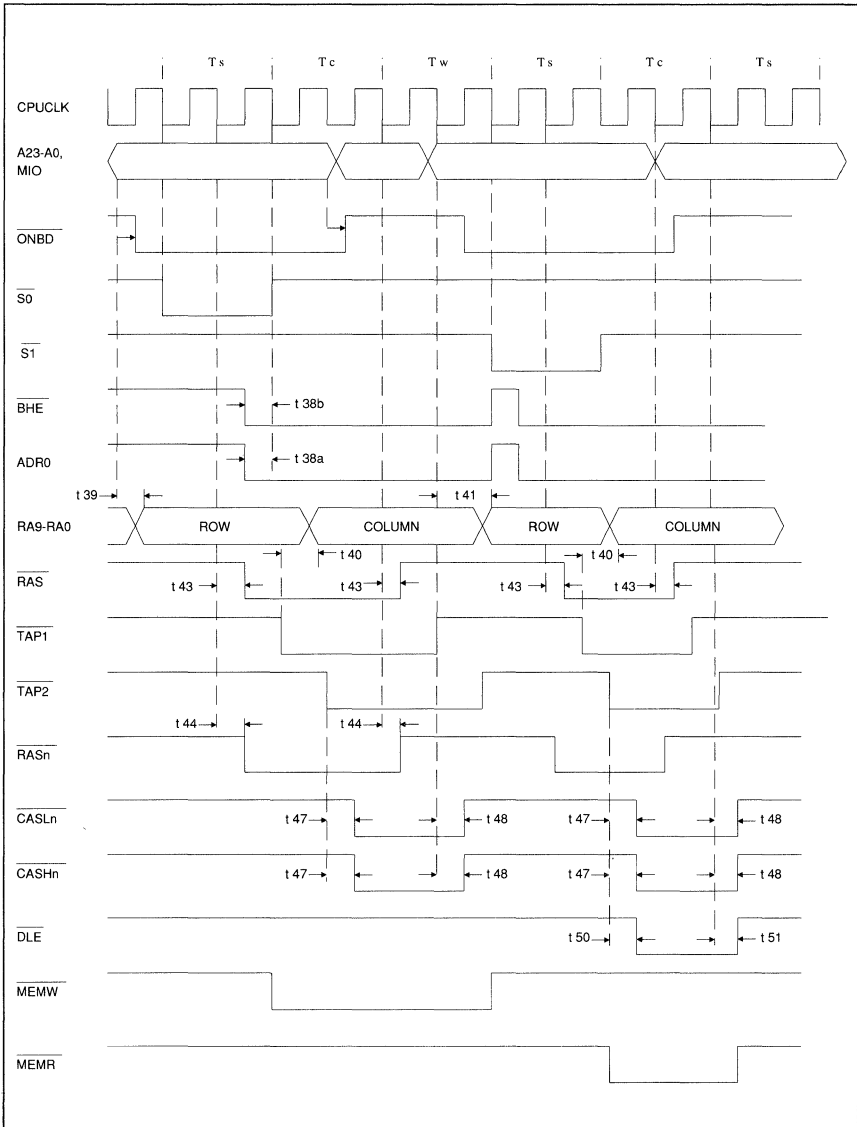 Ts Tc Tw Ts Tc Ts
CPUCLK
A23-A0,
MIO
ONBD
S0
S1
BHE
t 38b
ADR0
t 38a
t 39
t 41
RA9-RA0
ROW COLUMN ROW COLUMN
t 40 t 40
RAS
t 43 t 43 t 43 t 43
TAP1
TAP2
t 44 t 44
RASn
CASLn
t 47 t 48 t 47 t 48
CASHn
t 47 t 48 t 47 t 48
DLE
t 50 t 51
MEMW
MEMR